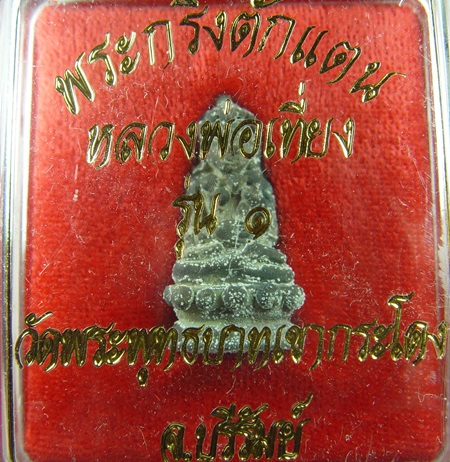 พระกริ่งตั๊กแตน
หลวงพ่อเที่ยง
รุ่น ๑
วัดพระพุทธบาทเขากระโดง
จ.บุรีรัมย์